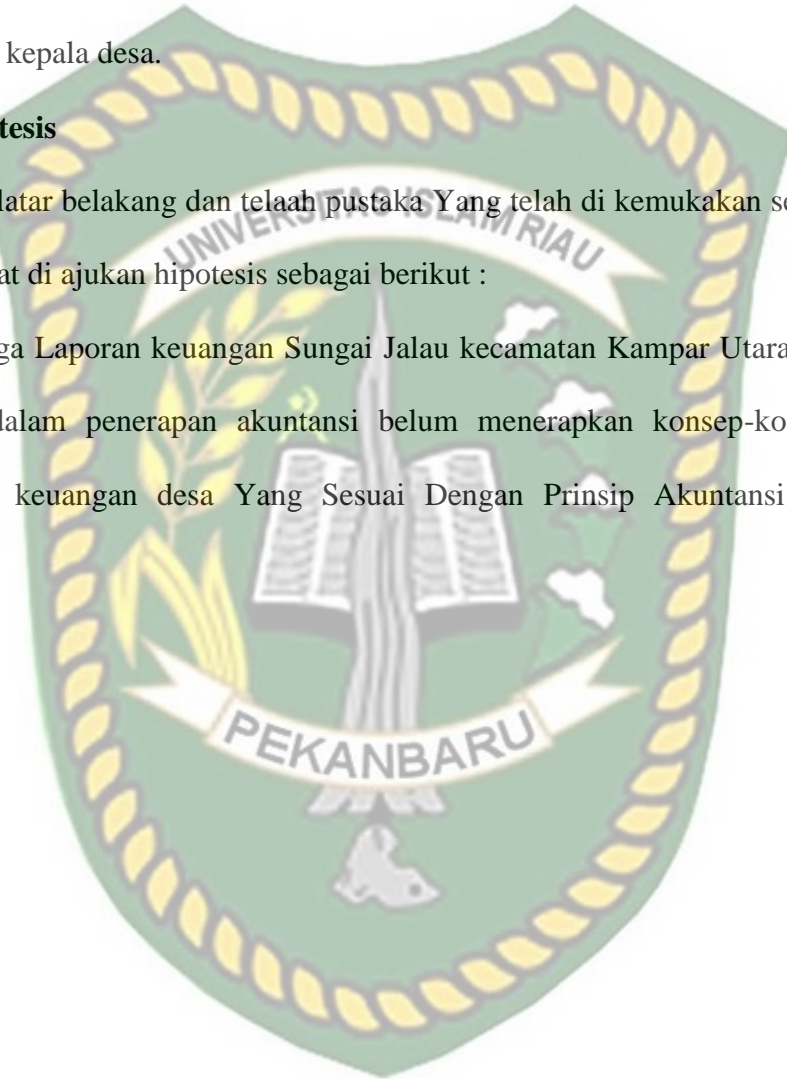 kepala desa.
tesis
latar belakang dan telaah pustaka Yang telah di kemukakan se
UNIVERSITAS ISLAM RIAU
at di ajukan hipotesis sebagai berikut :
ga Laporan keuangan Sungai Jalau kecamatan Kampar Utara
dalam penerapan akuntansi belum menerapkan konsep-ko
keuangan desa Yang Sesuai Dengan Prinsip Akuntansi
PEKANBARU